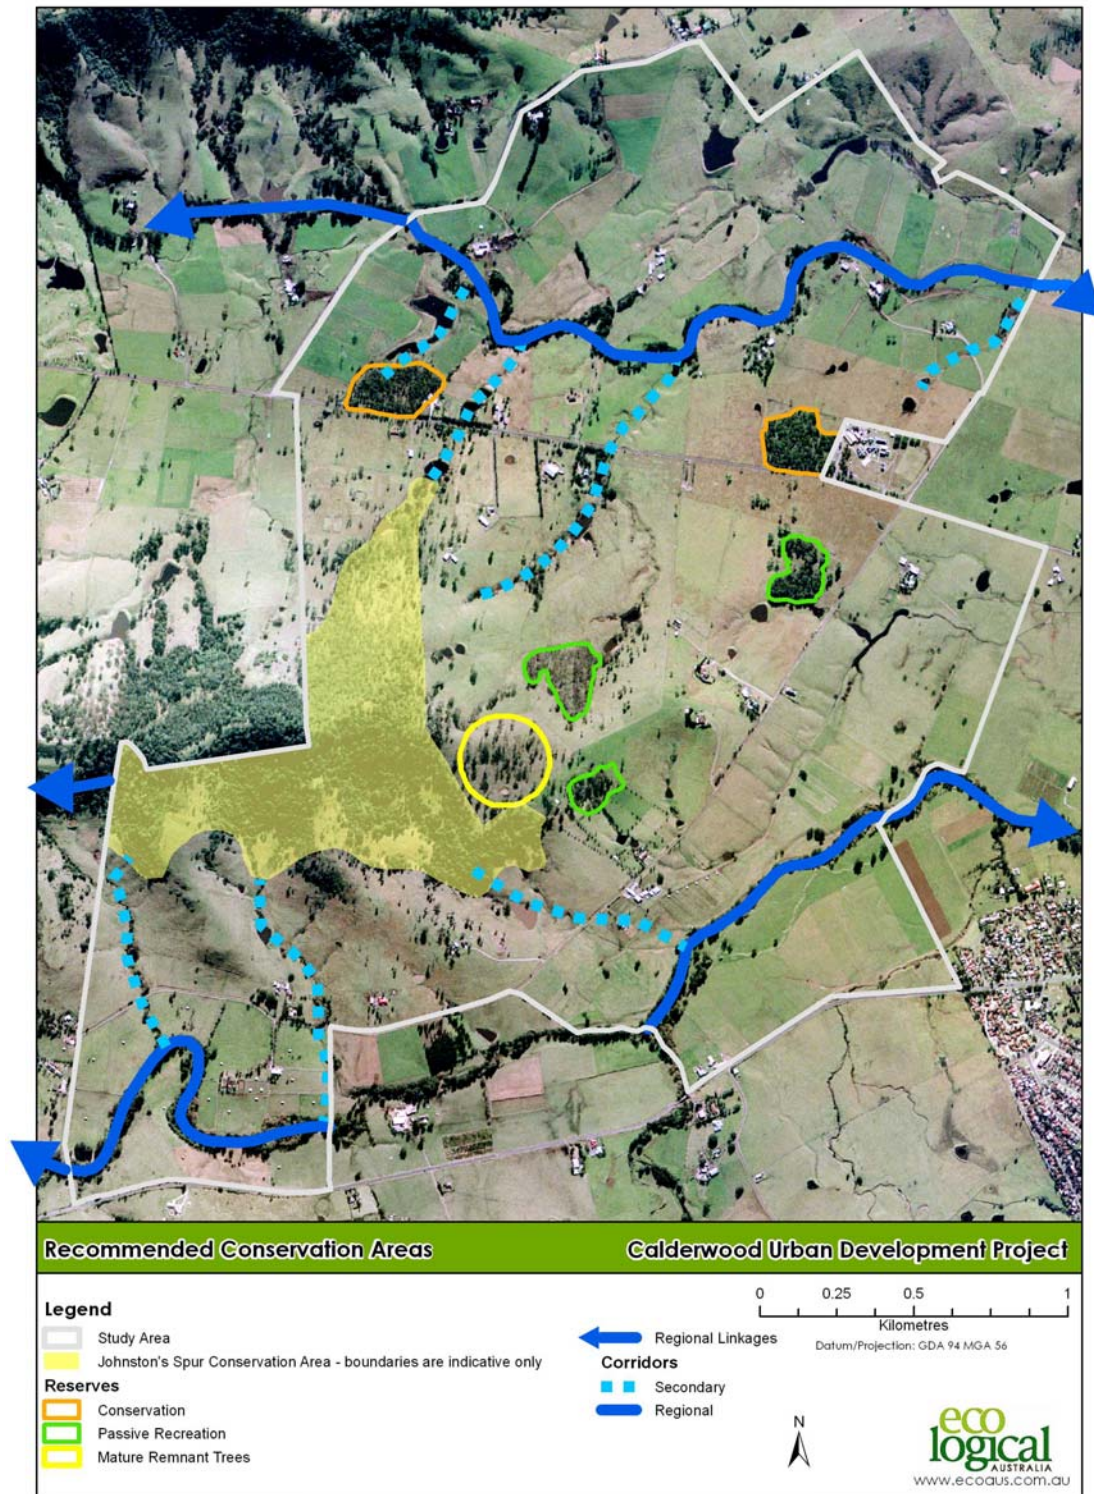 Recommended Conservation Areas
Calderwood Urban Development Project
Legend
Study Area
Johnston's Spur Conservation Area - boundaries are indicative only
Reserves
Conservation
Passive Recreation
Mature Remnant Trees
Regional Linkages
Corridors
Secondary
Regional
0 0.25 0.5 1
Kilometres
Datum/Projection: GDA 94 MGA 56
N
eco
logical
AUSTRALIA
www.ecoaus.com.au